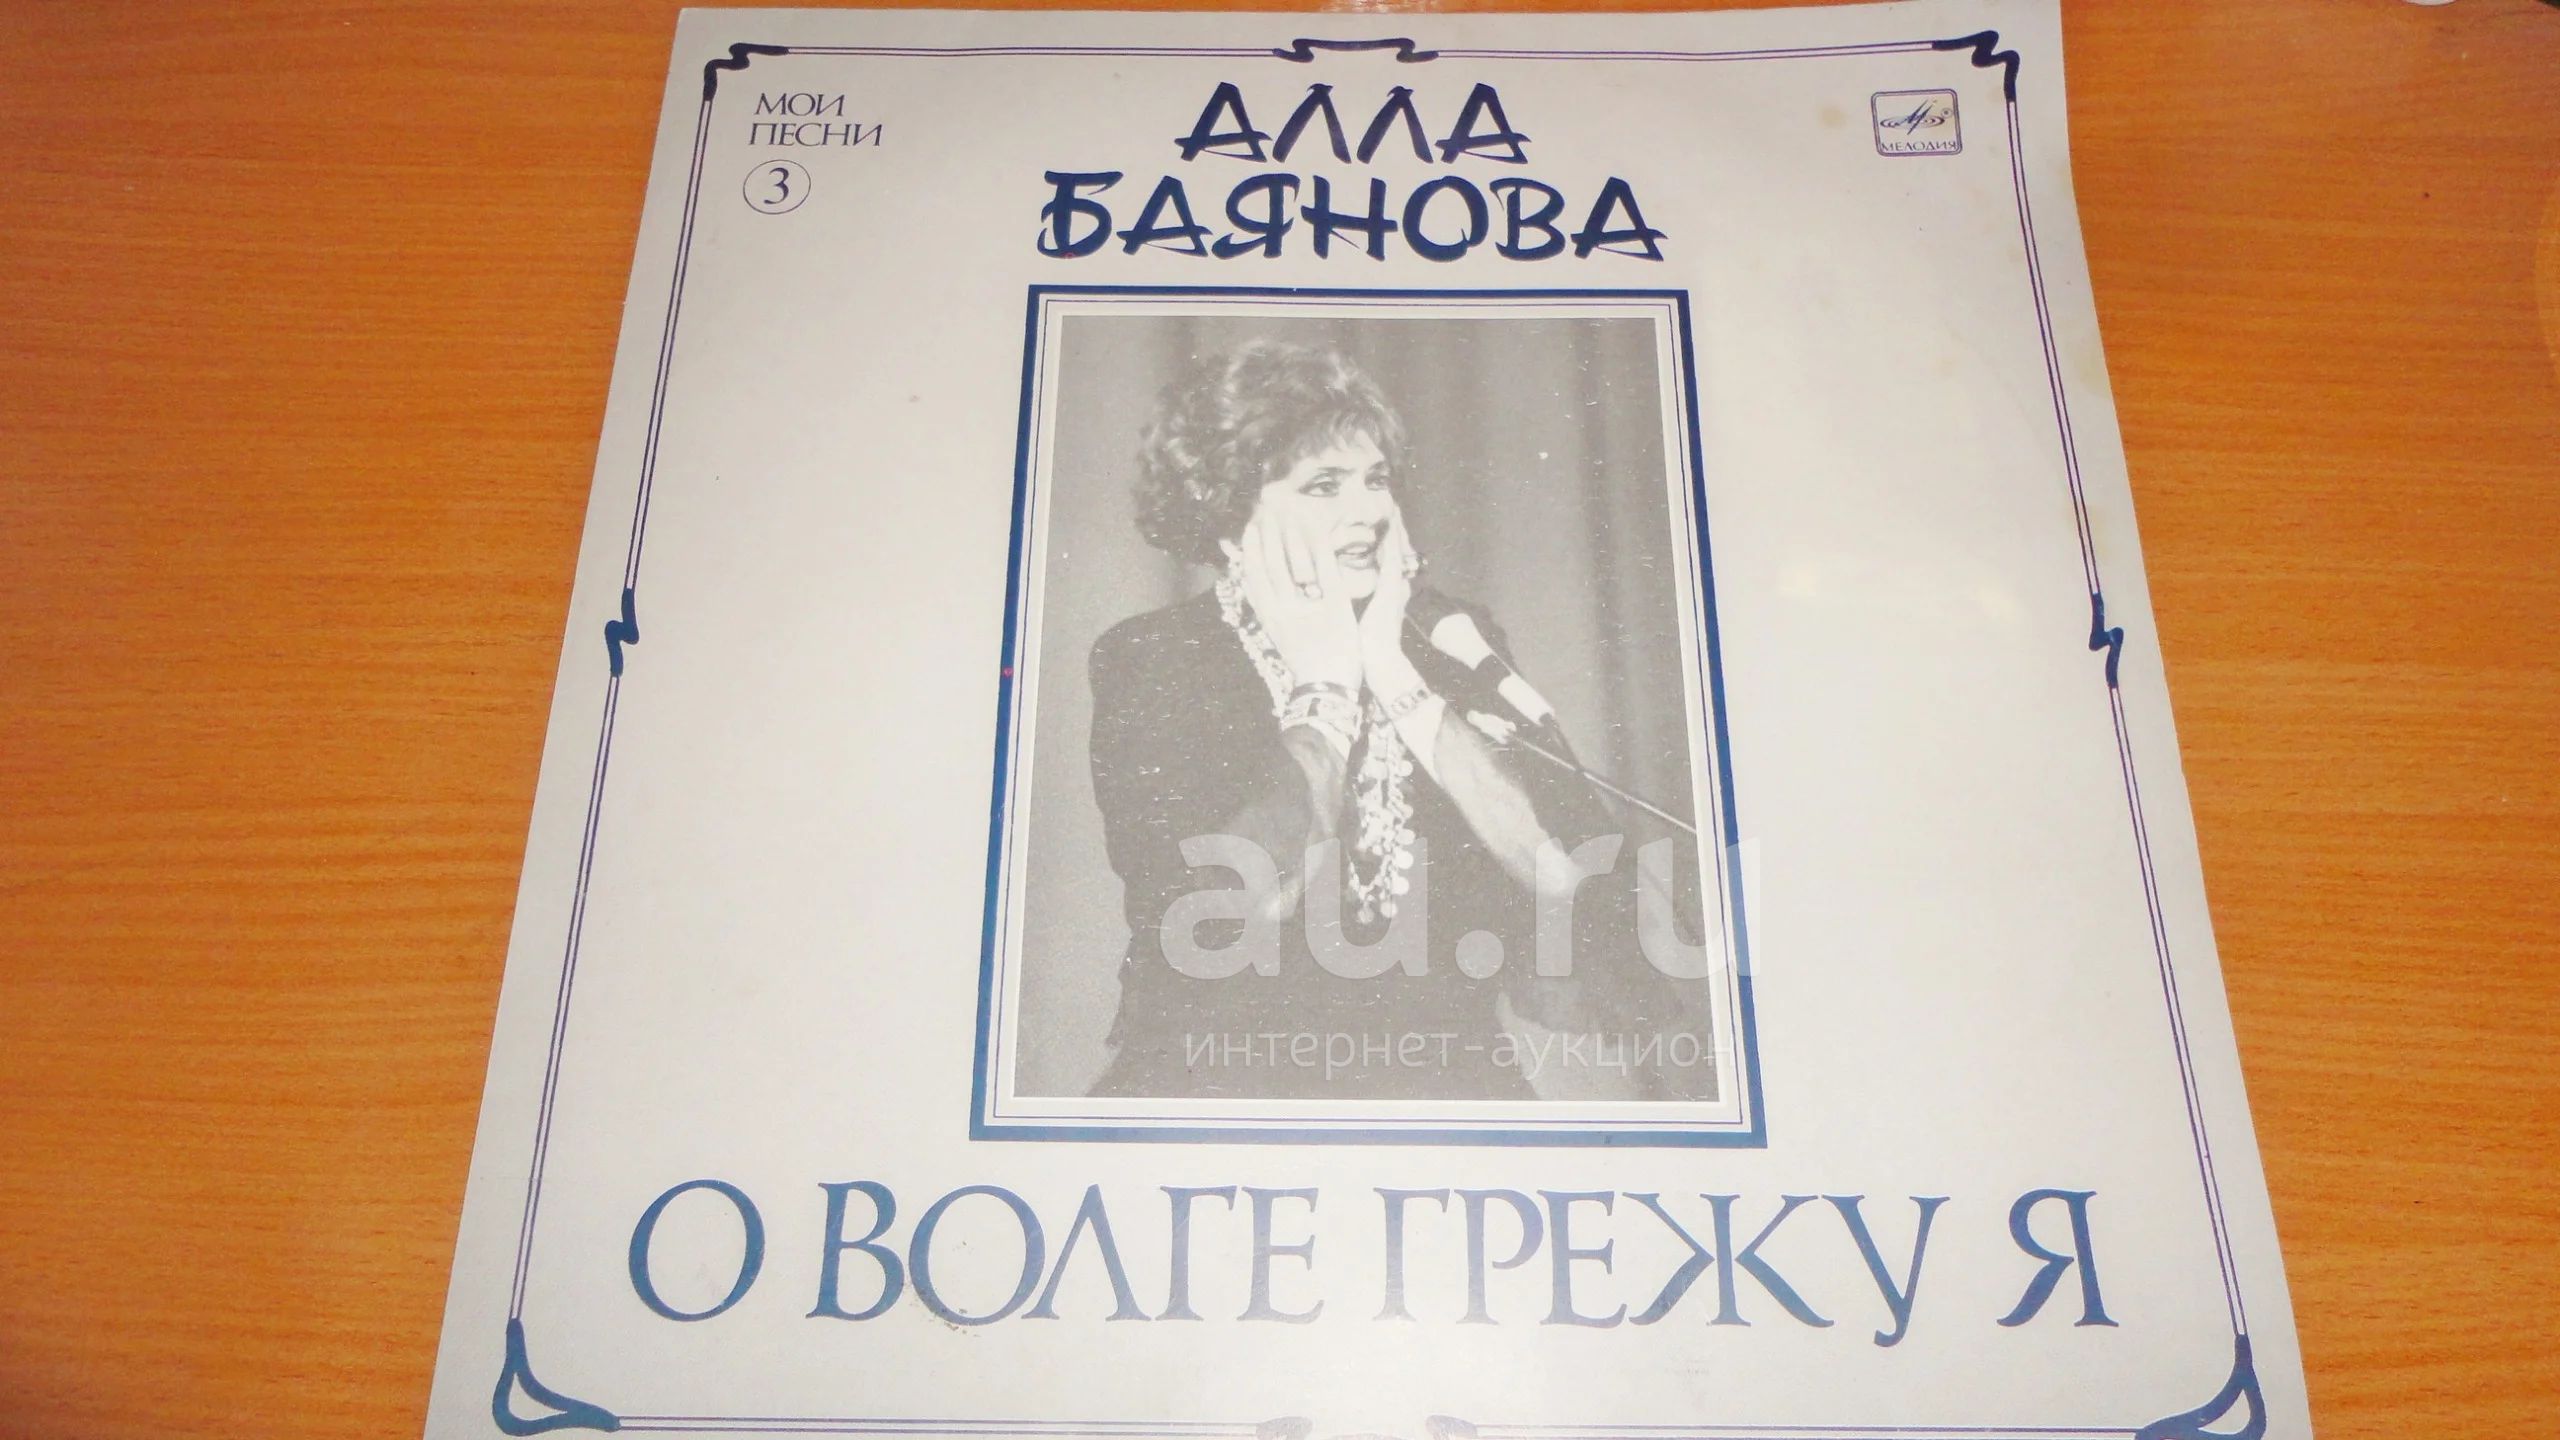 МОИ
ПЕСНИ
3
АЛЛА
БАЯНОВА
МЕЛОДИЯ
au.ru
интернет-аукцион
О ВОЛГЕ ГРЕЖУ Я